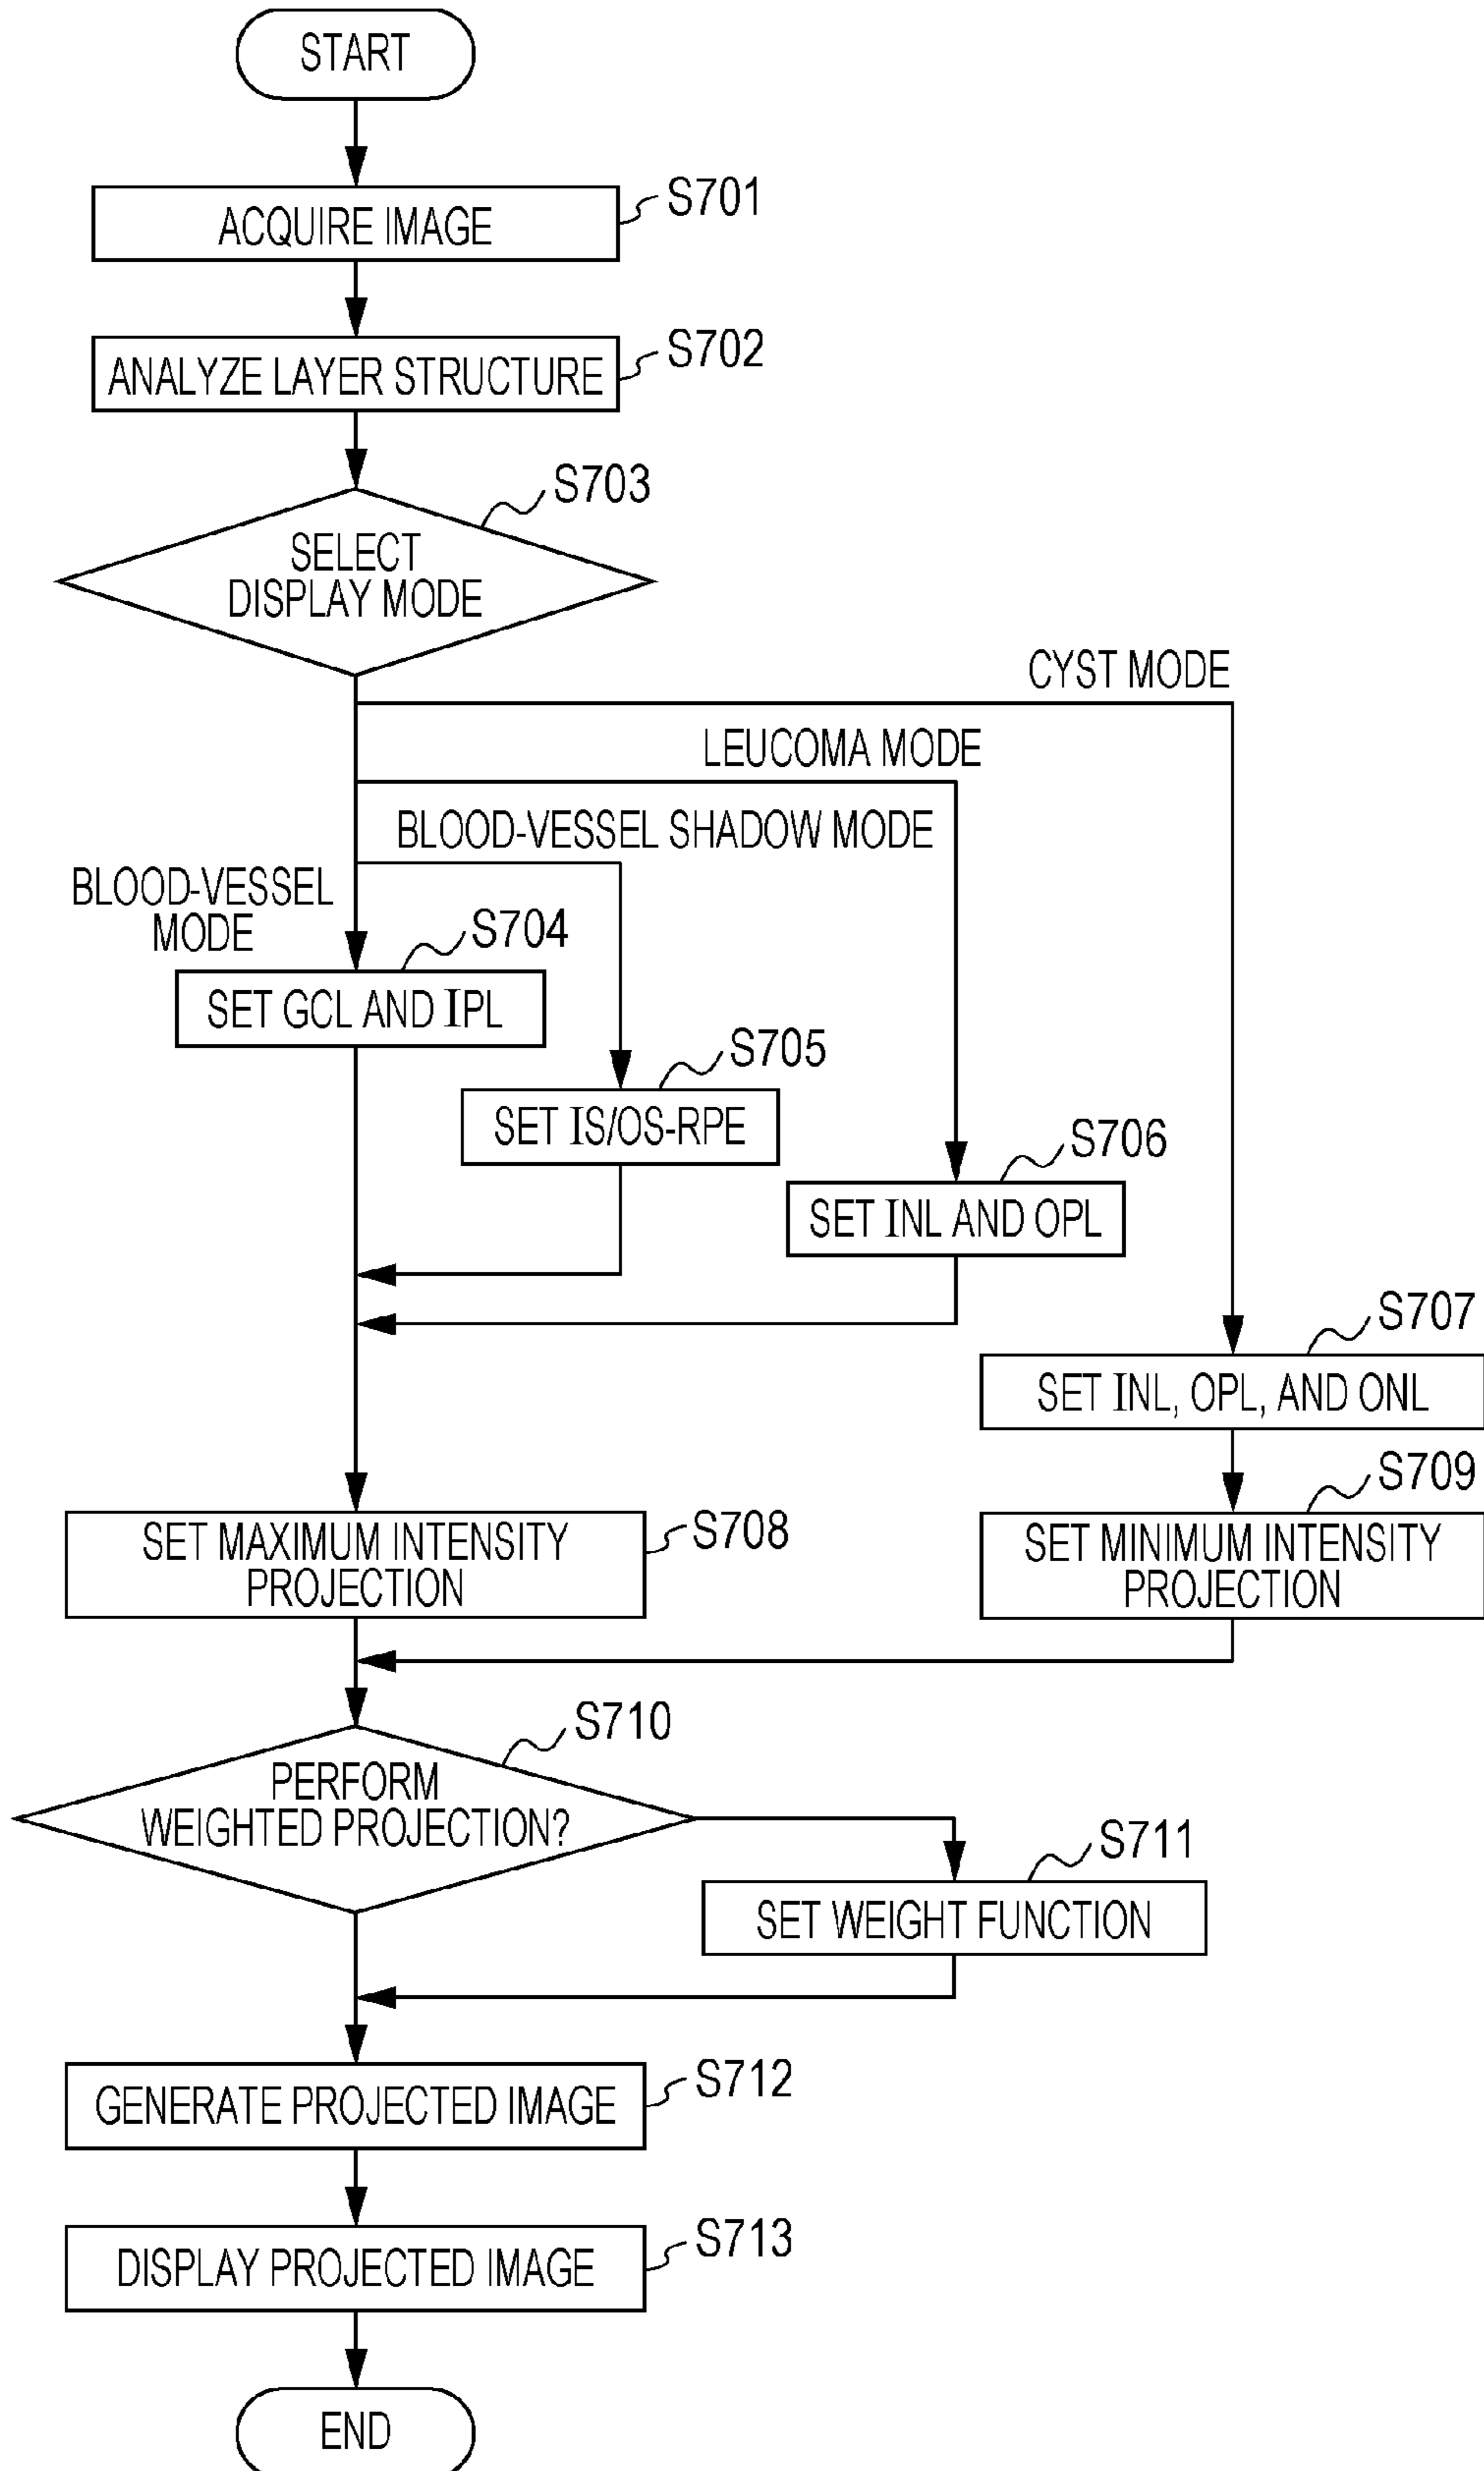 START
S701
ACQUIRE IMAGE
S702
ANALYZE LAYER STRUCTURE
S703
SELECT
DISPLAY MODE
CYST MODE
LEUCOMA MODE
BLOOD-VESSEL SHADOW MODE
BLOOD-VESSEL
MODE
S704
SET GCL AND IPL
S705
SET IS/OS-RPE
S706
SET INL AND OPL
S707
SET INL, OPL, AND ONL
S708
SET MAXIMUM INTENSITY
PROJECTION
S709
SET MINIMUM INTENSITY
PROJECTION
S710
PERFORM
WEIGHTED PROJECTION?
S711
SET WEIGHT FUNCTION
S712
GENERATE PROJECTED IMAGE
S713
DISPLAY PROJECTED IMAGE
END